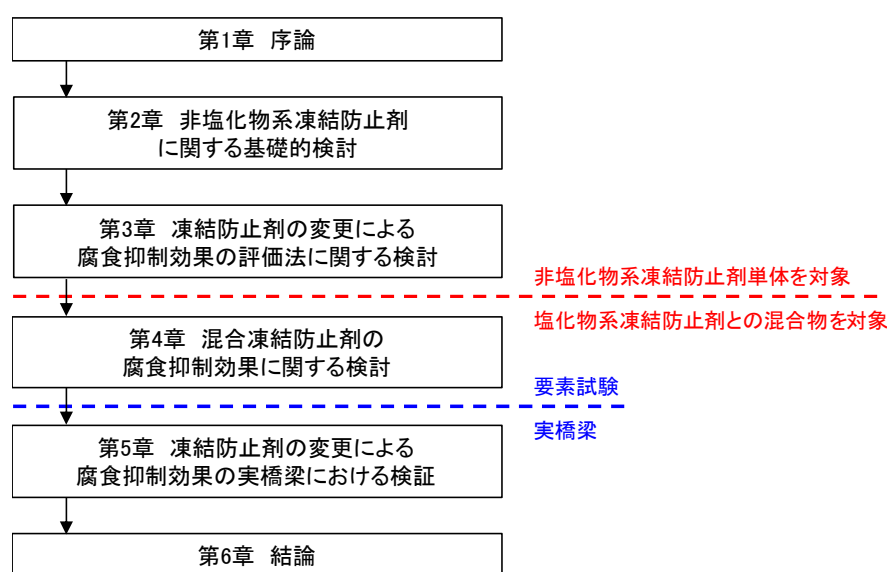 第1章 序論
第2章 非塩化物系凍結防止剤
に関する基礎的検討
第3章 凍結防止剤の変更による
腐食抑制効果の評価法に関する検討
非塩化物系凍結防止剤単体を対象
塩化物系凍結防止剤との混合物を対象
第4章 混合凍結防止剤の
腐食抑制効果に関する検討
要素試験
実橋梁
第5章 凍結防止剤の変更による
腐食抑制効果の実橋梁における検証
第6章 結論